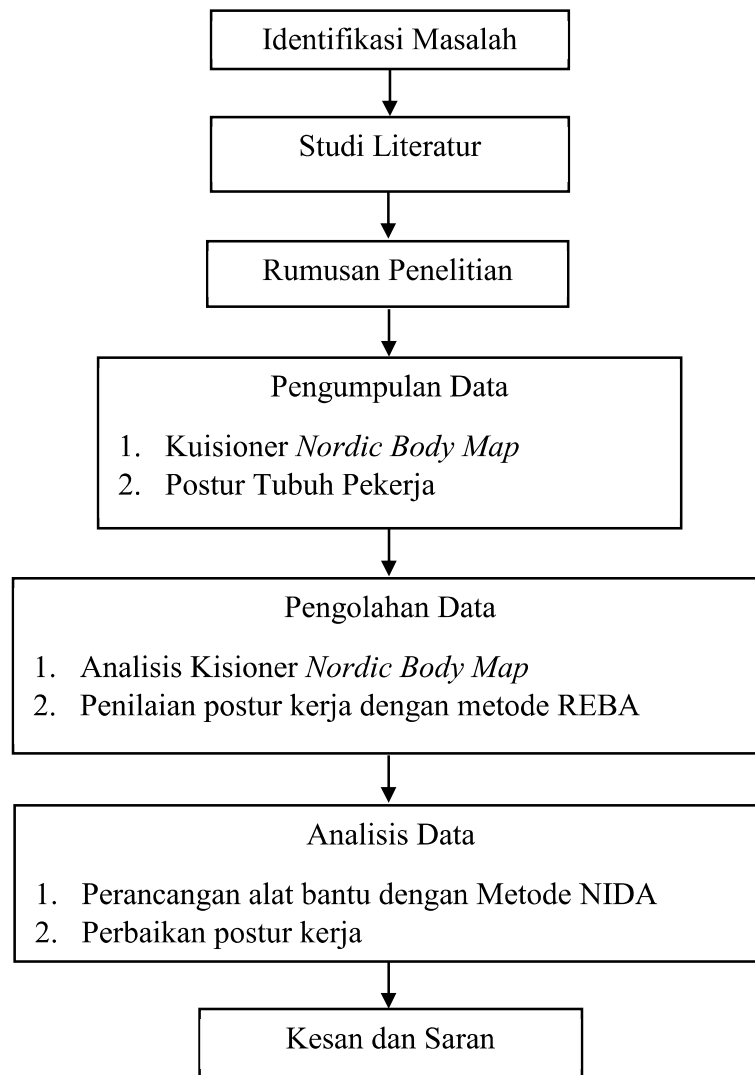 Identifikasi Masalah
Studi Literatur
Rumusan Penelitian
Pengumpulan Data
1. Kuisioner Nordic Body Map
2. Postur Tubuh Pekerja
Pengolahan Data
1. Analisis Kisioner Nordic Body Map
2. Penilaian postur kerja dengan metode REBA
Analisis Data
1. Perancangan alat bantu dengan Metode NIDA
2. Perbaikan postur kerja
Kesan dan Saran